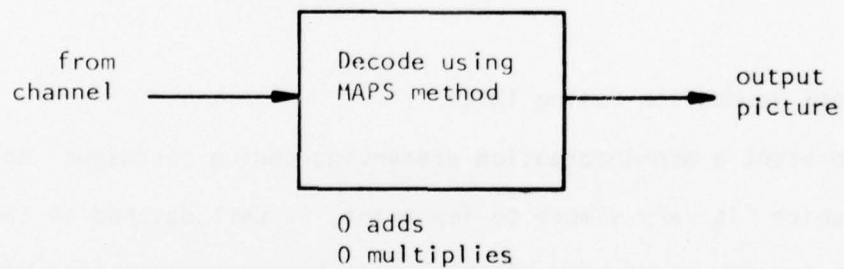 from
channel
Decode using
MAPS method
output
picture
0 adds
0 multiplies